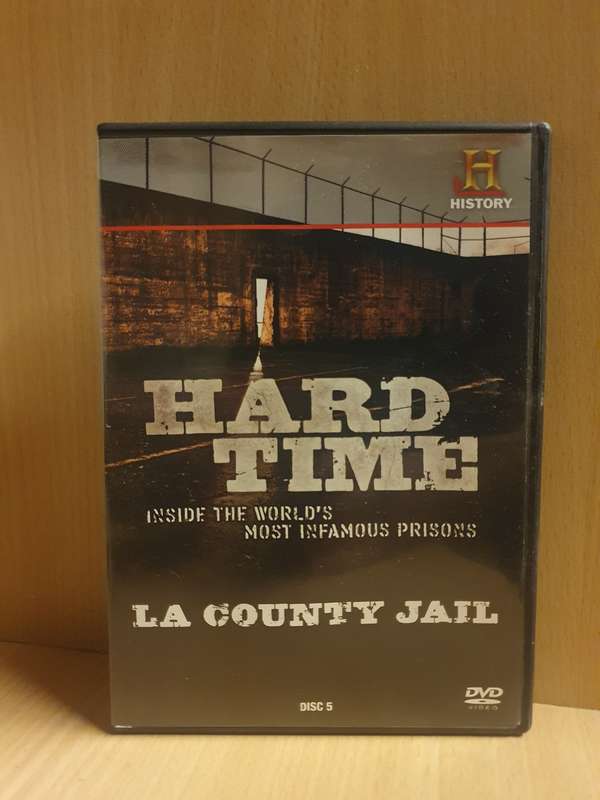 H
HISTORY
HARD
TIME
INSIDE THE WORLD'S
MOST INFAMOUS PRISONS
LA COUNTY JAIL
DISC 5
DVD
VIDEO